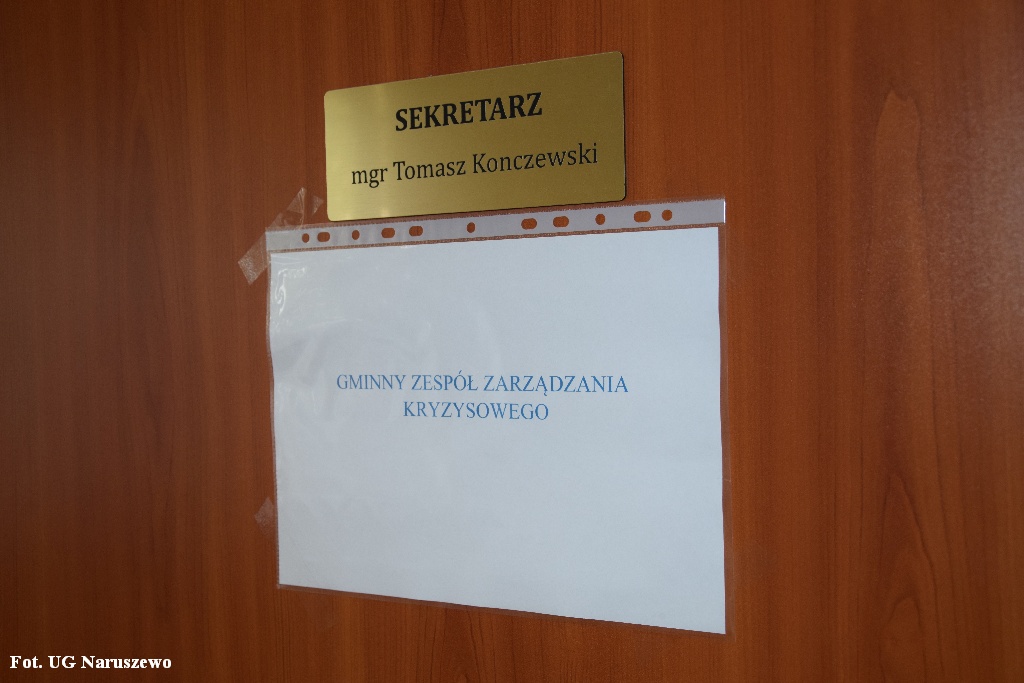 SEKRETARZ
mgr Tomasz Konczewski
GMINNY ZESPÓŁ ZARZĄDZANIA
KRYZYSOWEGO
Fot. UG Naruszewo